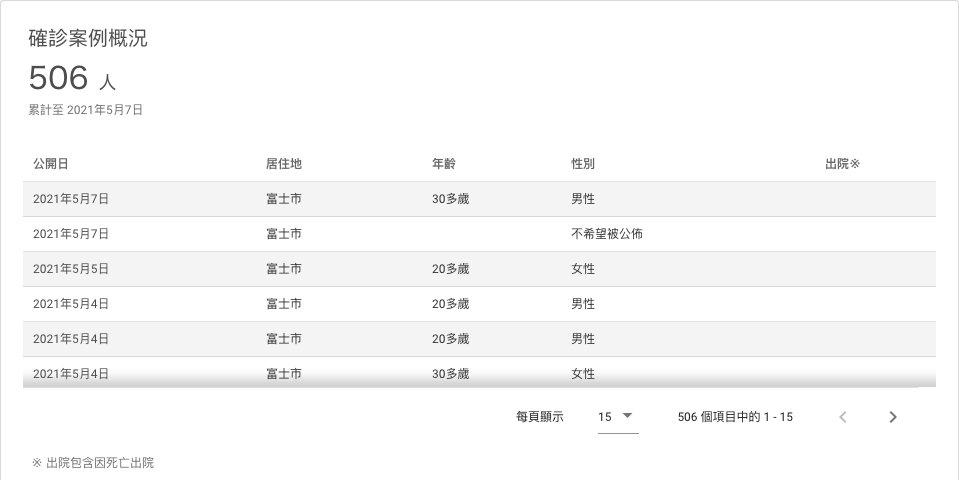 確診案例概況
506 人
累計至 2021年5月7日
公開日 居住地 年齡 性別 出院※
2021年5月7日 富士市 30多歲 男性
2021年5月7日 富士市 不希望被公佈
2021年5月5日 富士市 20多歲 女性
2021年5月4日 富士市 20多歲 男性
2021年5月4日 富士市 20多歲 男性
2021年5月4日 富士市 30多歲 女性
每頁顯示 15 506 個項目中的 1 - 15
※ 出院包含因死亡出院